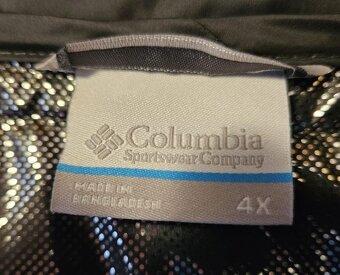 Columbia
Sportswear Company
MADE IN
BANGLADESH
4X